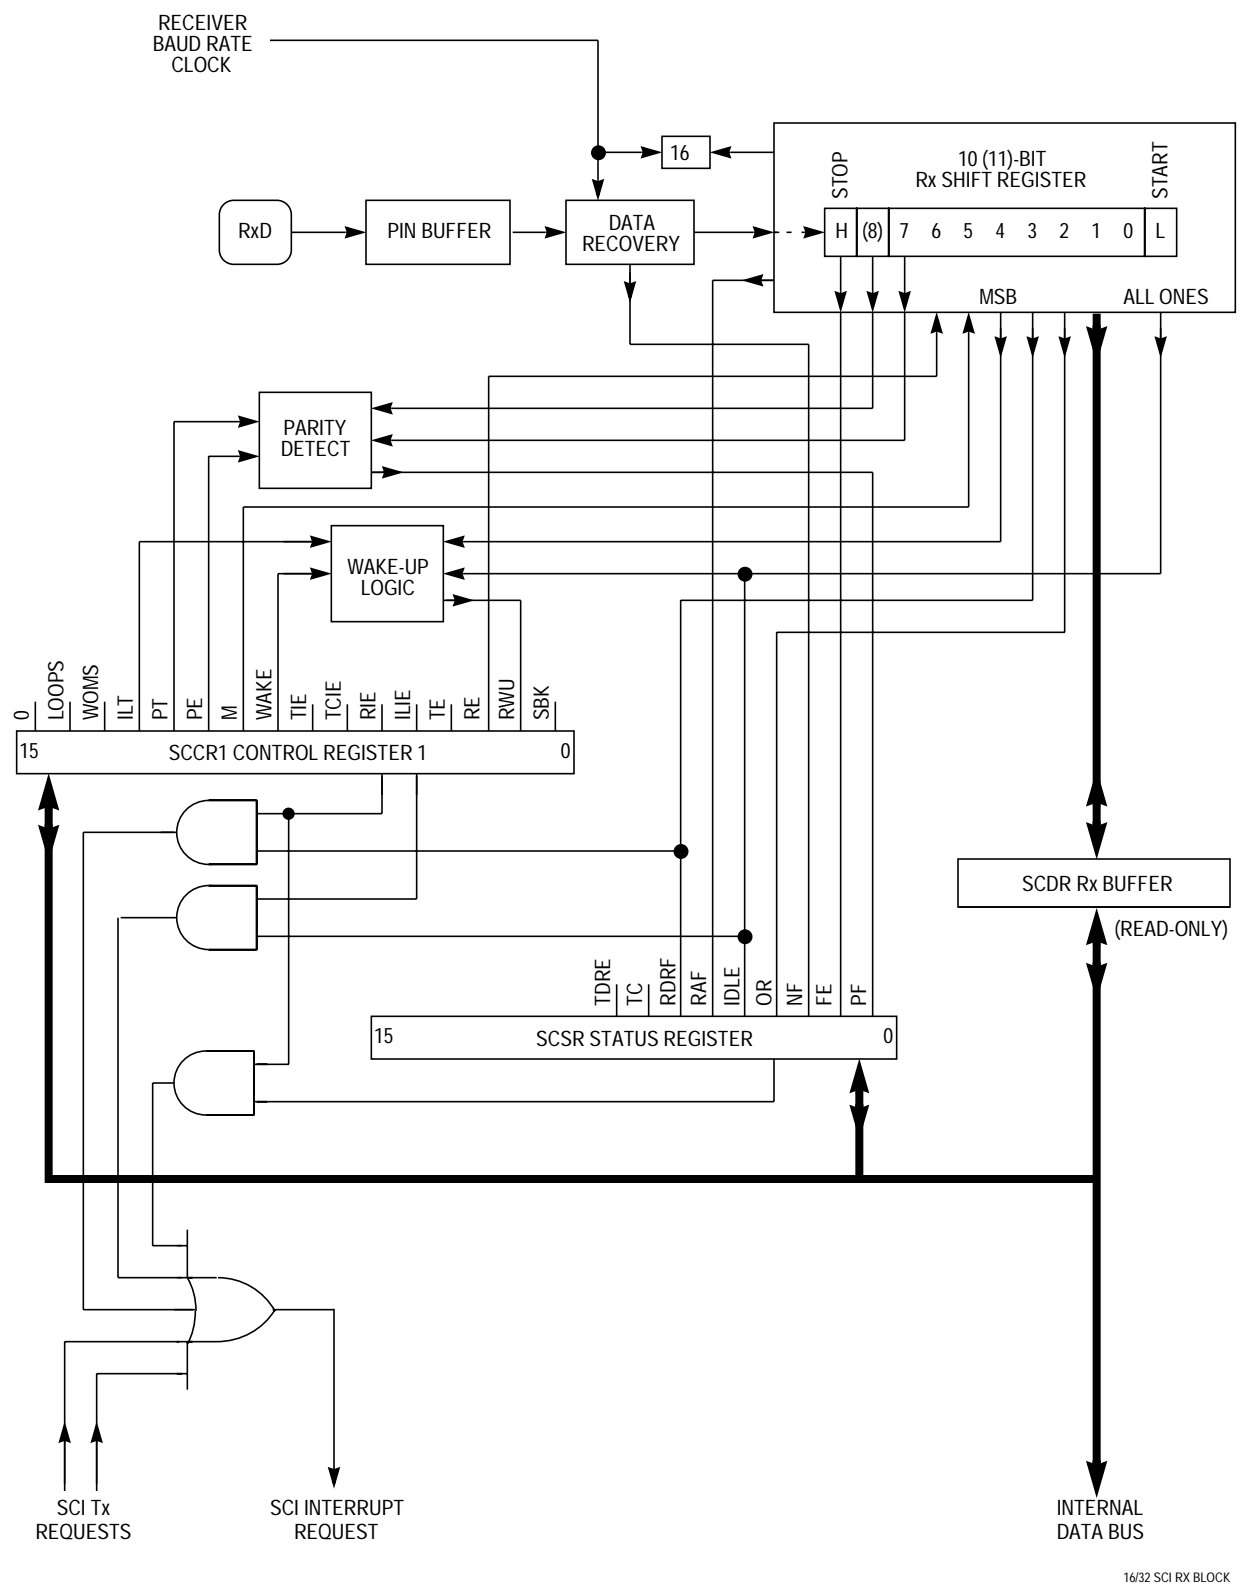 RECEIVER
BAUD RATE
CLOCK
16
10 (11)-BIT
Rx SHIFT REGISTER
STOP
START
RxD
PIN BUFFER
DATA
RECOVERY
H (8) 7 6 5 4 3 2 1 0 L
MSB
ALL ONES
PARITY
DETECT
WAKE-UP
LOGIC
0
LOOPS
WOMS
ILT
PT
PE
M
WAKE
TIE
TCIE
RIE
ILIE
TE
RE
RWU
SBK
15 SCCR1 CONTROL REGISTER 1 0
SCDR Rx BUFFER
(READ-ONLY)
TDRE
TC
RDRF
RAF
IDLE
OR
NF
FE
PF
15 SCSR STATUS REGISTER 0
SCI Tx
REQUESTS
SCI INTERRUPT
REQUEST
INTERNAL
DATA BUS
16/32 SCI RX BLOCK